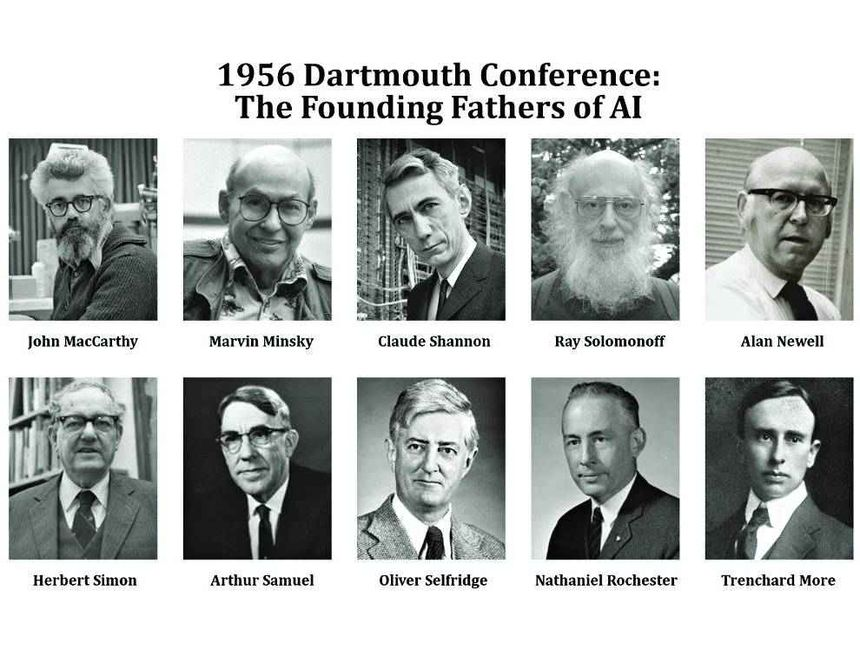 1956 Dartmouth Conference:
The Founding Fathers of AI
John MacCarthy
Marvin Minsky
Claude Shannon
Ray Solomonoff
Alan Newell
Herbert Simon
Arthur Samuel
Oliver Selfridge
Nathaniel Rochester
Trenchard More